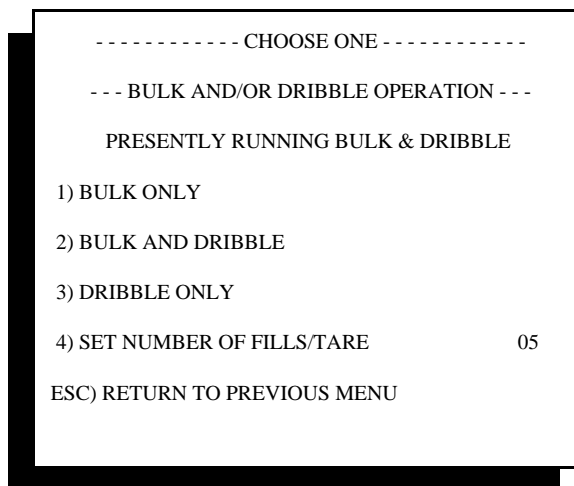 - - - - - - - - - - - - CHOOSE ONE - - - - - - - - - - - -
- - - BULK AND/OR DRIBBLE OPERATION - - -
PRESENTLY RUNNING BULK & DRIBBLE
1) BULK ONLY
2) BULK AND DRIBBLE
3) DRIBBLE ONLY
4) SET NUMBER OF FILLS/TARE 05
ESC) RETURN TO PREVIOUS MENU